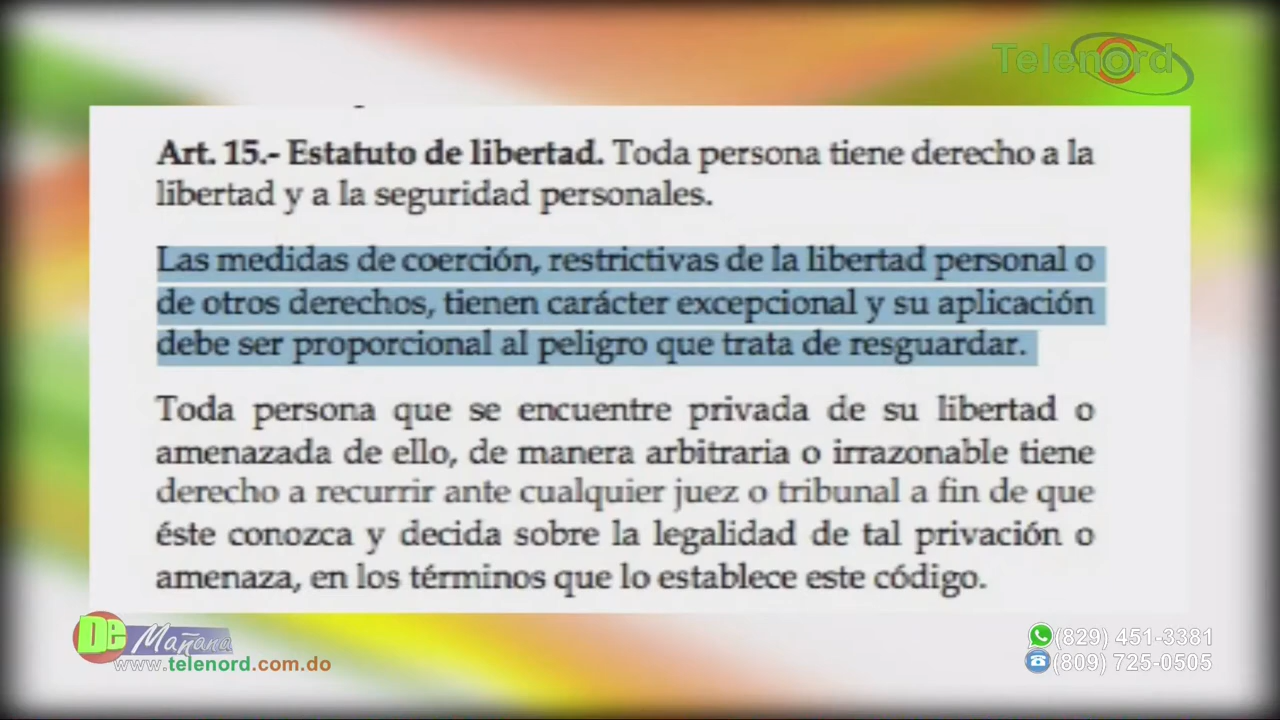 Telenord
Art. 15.- Estatuto de libertad. Toda persona tiene derecho a la
libertad y a la seguridad personales.
Las medidas de coerción, restrictivas de la libertad personal o
de otros derechos, tienen carácter excepcional y su aplicación
debe ser proporcional al peligro que trata de resguardar.
Toda persona que se encuentre privada de su libertad o
amenazada de ello, de manera arbitraria o irrazonable tiene
derecho a recurrir ante cualquier juez o tribunal a fin de que
éste conozca y decida sobre la legalidad de tal privación o
amenaza, en los términos que lo establece este código.
De Mañana
www.telenord.com.do
(829) 451-3381
(809) 725-0505